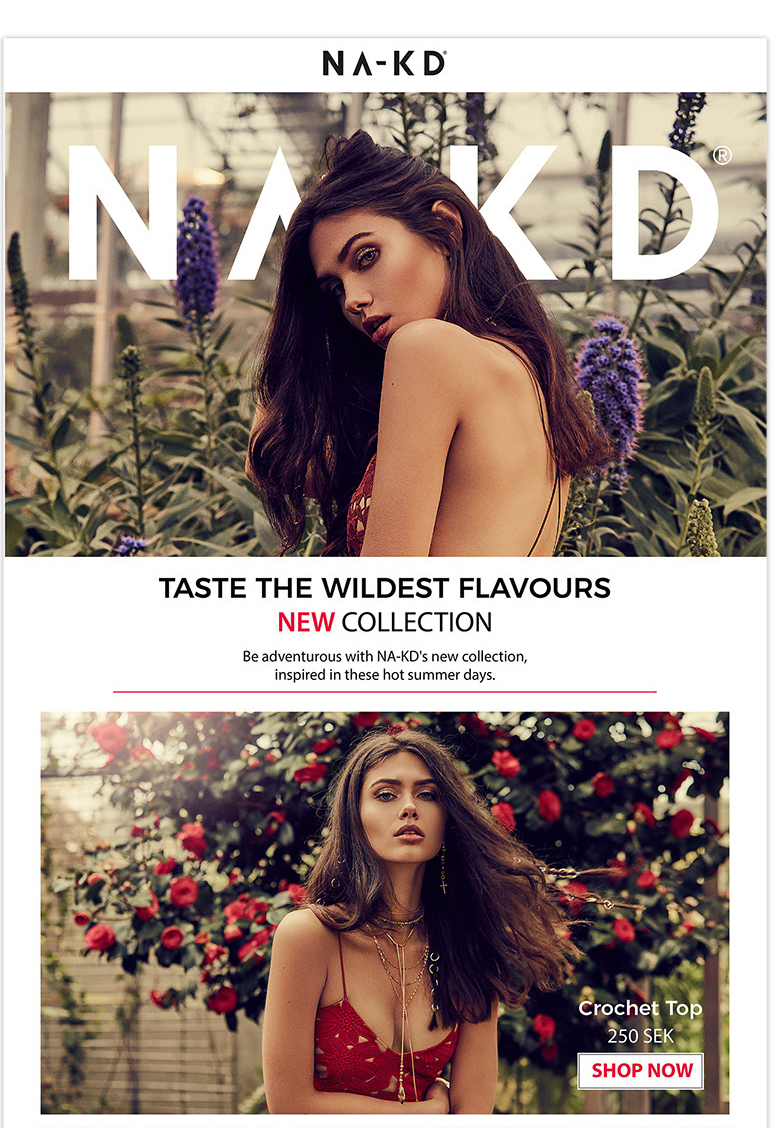 NA-KD®
NA KD®
TASTE THE WILDEST FLAVOURS
NEW COLLECTION
Be adventurous with NA-KD's new collection,
inspired in these hot summer days.
Crochet Top
250 SEK
SHOP NOW